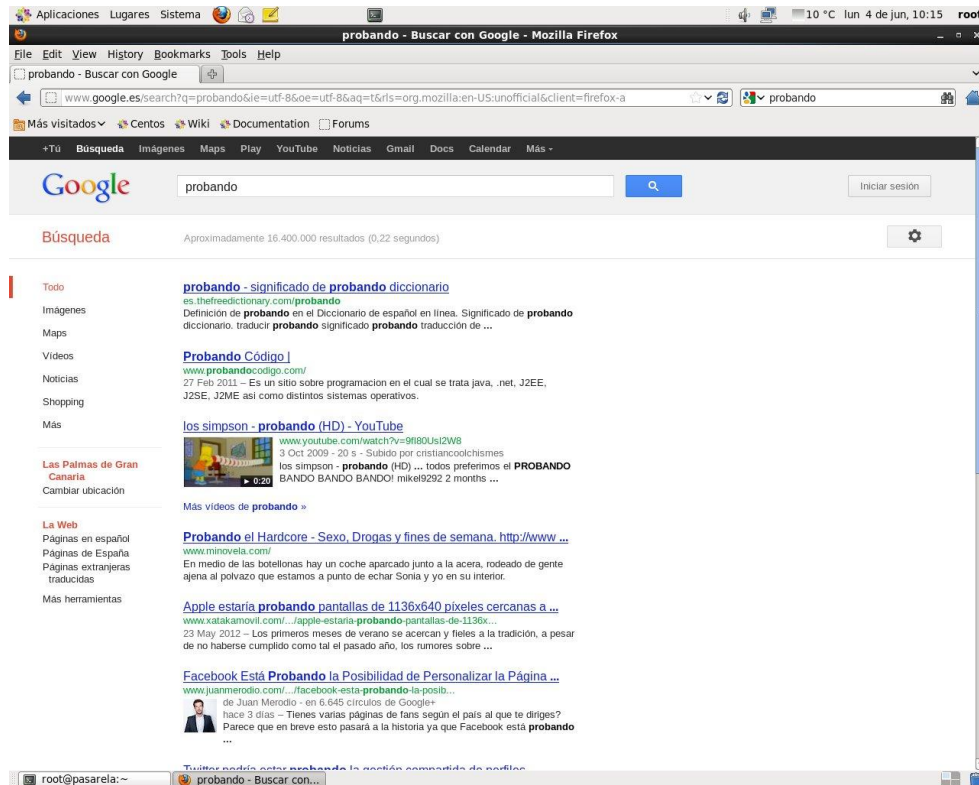 Aplicaciones Lugares Sistema 10 °C lun 4 de jun, 10:15 root
probando - Buscar con Google - Mozilla Firefox
File Edit View History Bookmarks Tools Help
probando - Buscar con Google
www.google.es/search?q=probando&ie=utf-8&oe=utf-8&aq=t&rls=org.mozilla:en-US:unofficial&client=firefox-a probando
Más visitados Centos Wiki Documentation Forums
+Tú Búsqueda Imágenes Maps Play YouTube Noticias Gmail Docs Calendar Más
Google probando Iniciar sesión
Búsqueda Aproximadamente 16.400.000 resultados (0,22 segundos)
Todo
Imágenes
Maps
Vídeos
Noticias
Shopping
Más
Las Palmas de Gran
Canaria
Cambiar ubicación
La Web
Páginas en español
Páginas de España
Páginas extranjeras
traducidas
Más herramientas
probando - significado de probando diccionario
es.thefreedictionary.com/probando
Definición de probando en el Diccionario de español en línea. Significado de probando
diccionario. traducir probando significado probando traducción de ...
Probando Código |
www.probandocodigo.com/
27 Feb 2011 – Es un sitio sobre programacion en el cual se trata java, .net, J2EE,
J2SE, J2ME asi como distintos sistemas operativos.
los simpson - probando (HD) - YouTube
www.youtube.com/watch?v=9fI80UsI2W8
3 Oct 2009 - 20 s - Subido por cristiancoolchismes
los simpson - probando (HD) ... todos preferimos el PROBANDO
BANDO BANDO BANDO! mikel9292 2 months ...
0:20
Más vídeos de probando »
Probando el Hardcore - Sexo, Drogas y fines de semana. http://www ...
www.minovela.com/
En medio de las botellonas hay un coche aparcado junto a la acera, rodeado de gente
ajena al polvazo que estamos a punto de echar Sonia y yo en su interior.
Apple estaría probando pantallas de 1136x640 píxeles cercanas a ...
www.xatakamovil.com/.../apple-estaria-probando-pantallas-de-1136x...
23 May 2012 – Los primeros meses de verano se acercan y fieles a la tradición, a pesar
de no haberse cumplido como tal el pasado año, los rumores sobre ...
Facebook Está Probando la Posibilidad de Personalizar la Página ...
www.juanmerodio.com/.../facebook-esta-probando-la-posib...
de Juan Merodio - en 6.645 círculos de Google+
hace 3 días – Tienes varias páginas de fans según el país al que te diriges?
Parece que en breve esto pasará a la historia ya que Facebook está probando
...
Twitter podría estar probando la gestión compartida de perfiles
root@pasarela:~ probando - Buscar con...